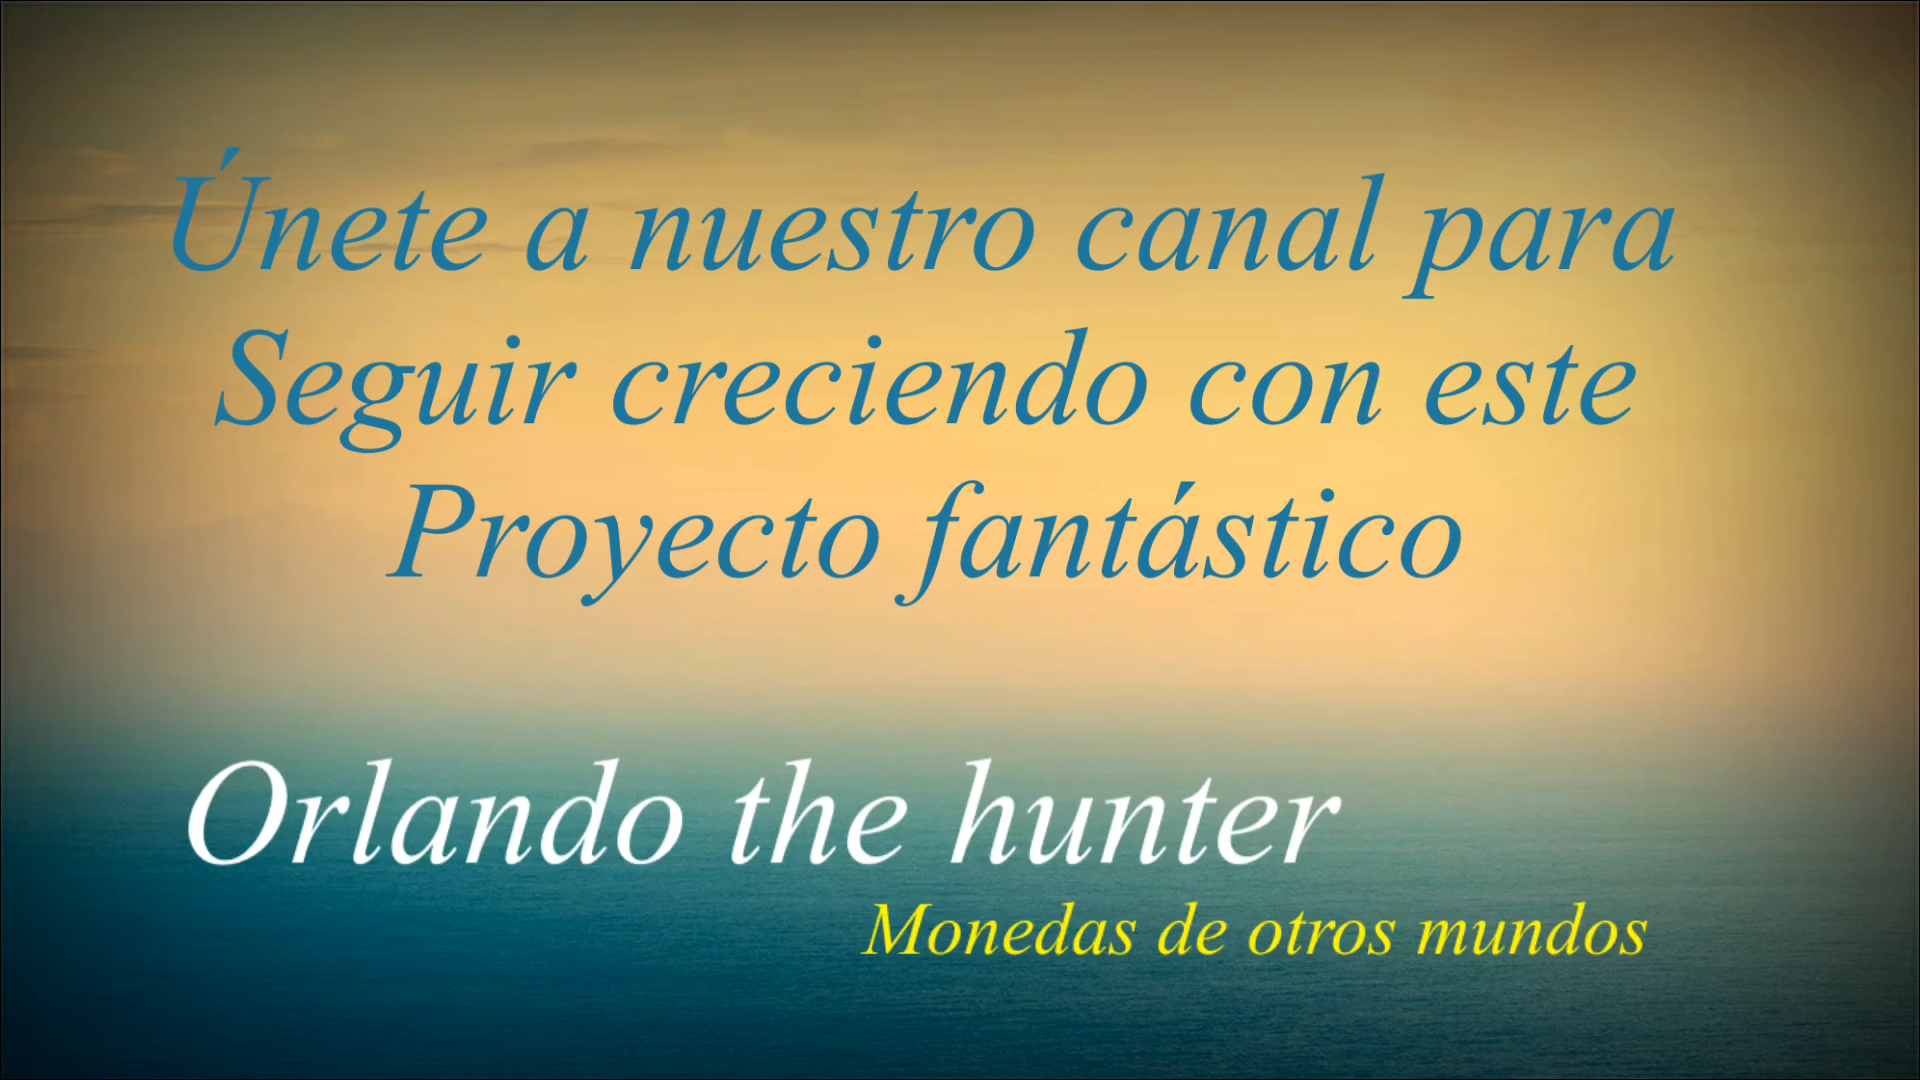 Únete a nuestro canal para
Seguir creciendo con este
Proyecto fantástico
Orlando the hunter
Monedas de otros mundos